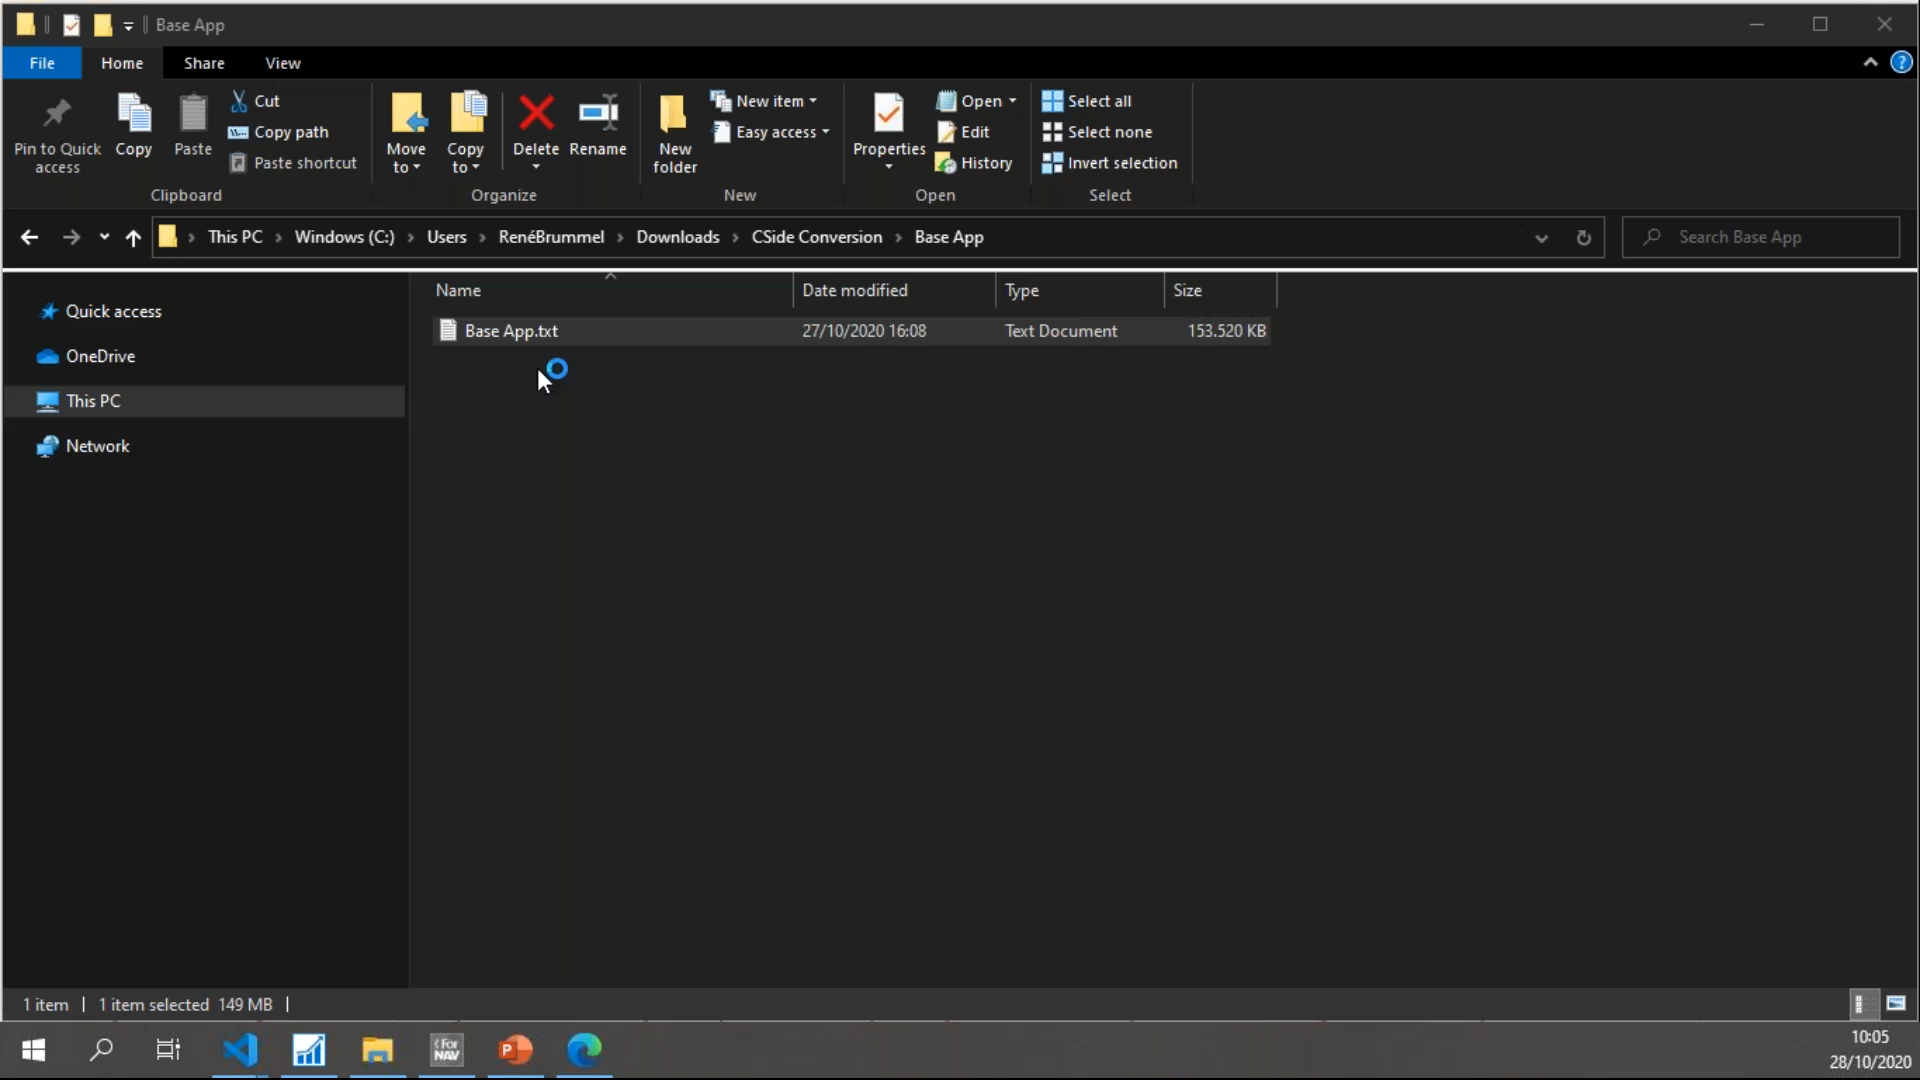 Base App
File Home Share View
Pin to Quick access
Copy
Paste
Cut
Copy path
Paste shortcut
Clipboard
Move to
Copy to
Delete
Rename
Organize
New folder
New item
Easy access
New
Properties
Open
Edit
History
Open
Select all
Select none
Invert selection
Select
This PC › Windows (C:) › Users › RenéBrummel › Downloads › CSide Conversion › Base App
Search Base App
Quick access
OneDrive
This PC
Network
Name Date modified Type Size
Base App.txt 27/10/2020 16:08 Text Document 153.520 KB
1 item 1 item selected 149 MB
For NAV
P
10:05
28/10/2020